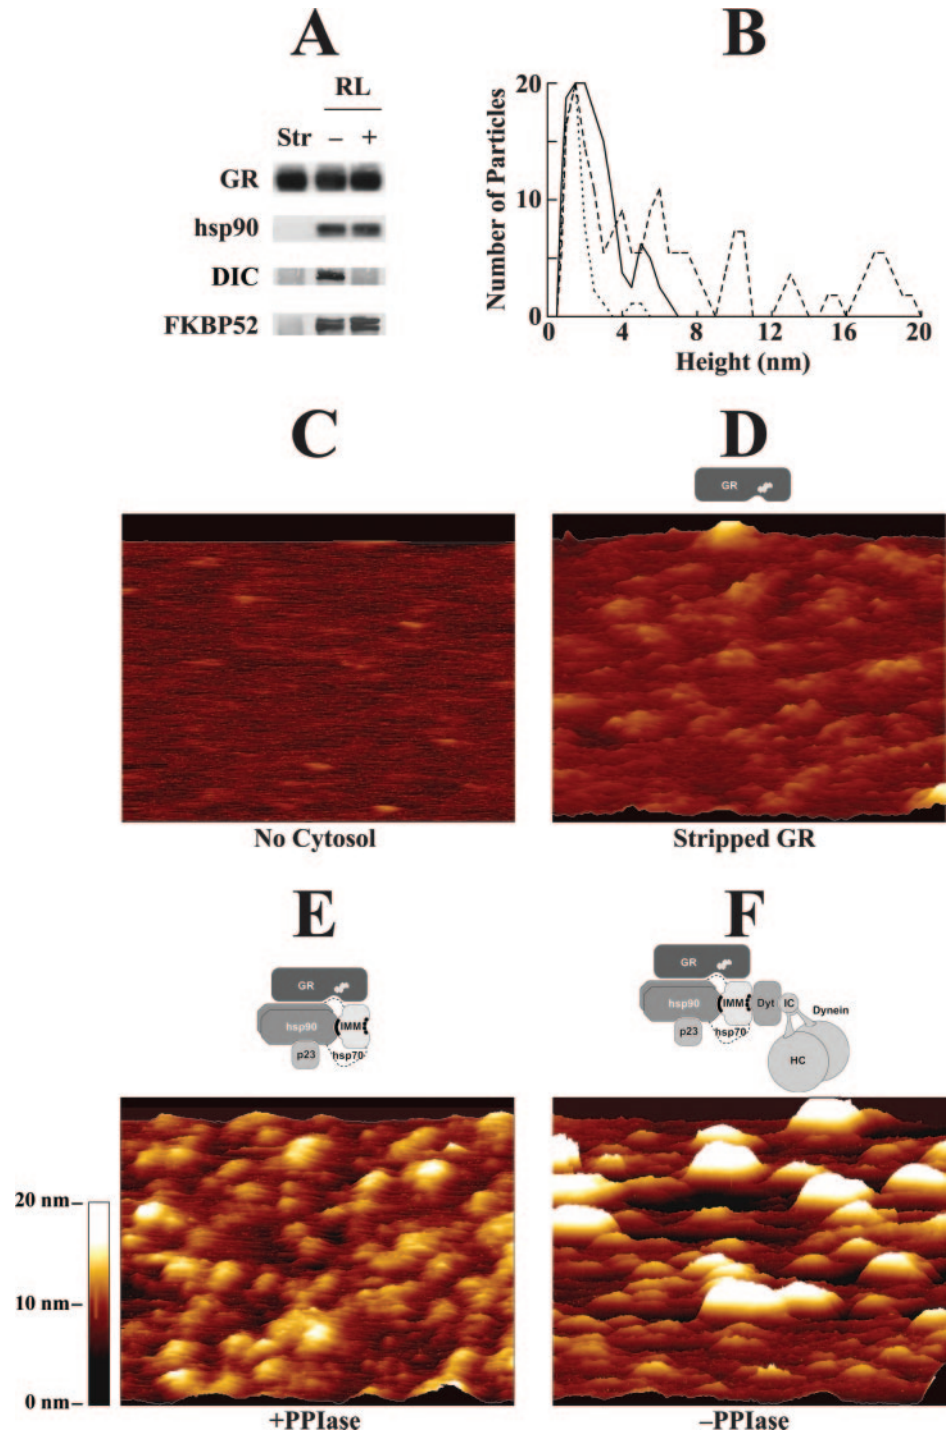 A
RL
Str – +
GR
hsp90
DIC
FKBP52
B
Number of Particles
20
10
0
0 4 8 12 16 20
Height (nm)
C
No Cytosol
D
GR
Stripped GR
E
GR
hsp90 IMM
p23 hsp70
20 nm
10 nm
0 nm
+PPIase
F
GR
hsp90 IMM Dyt IC Dynein
p23 hsp70
HC
–PPIase